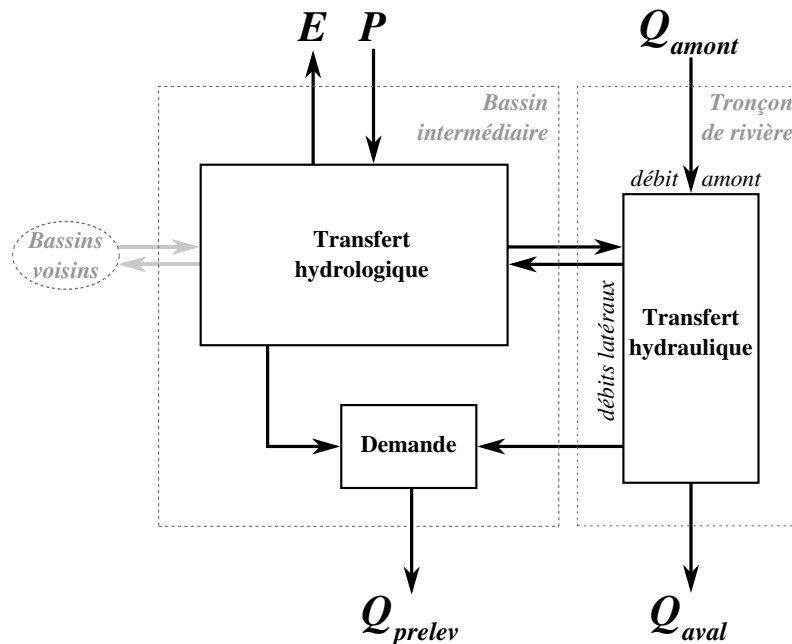 E P Q amont
Bassin intermédiaire
Tronçon de rivière
débit amont
Bassins voisins
Transfert hydrologique
débits latéraux
Transfert hydraulique
Demande
Q prelev
Q aval